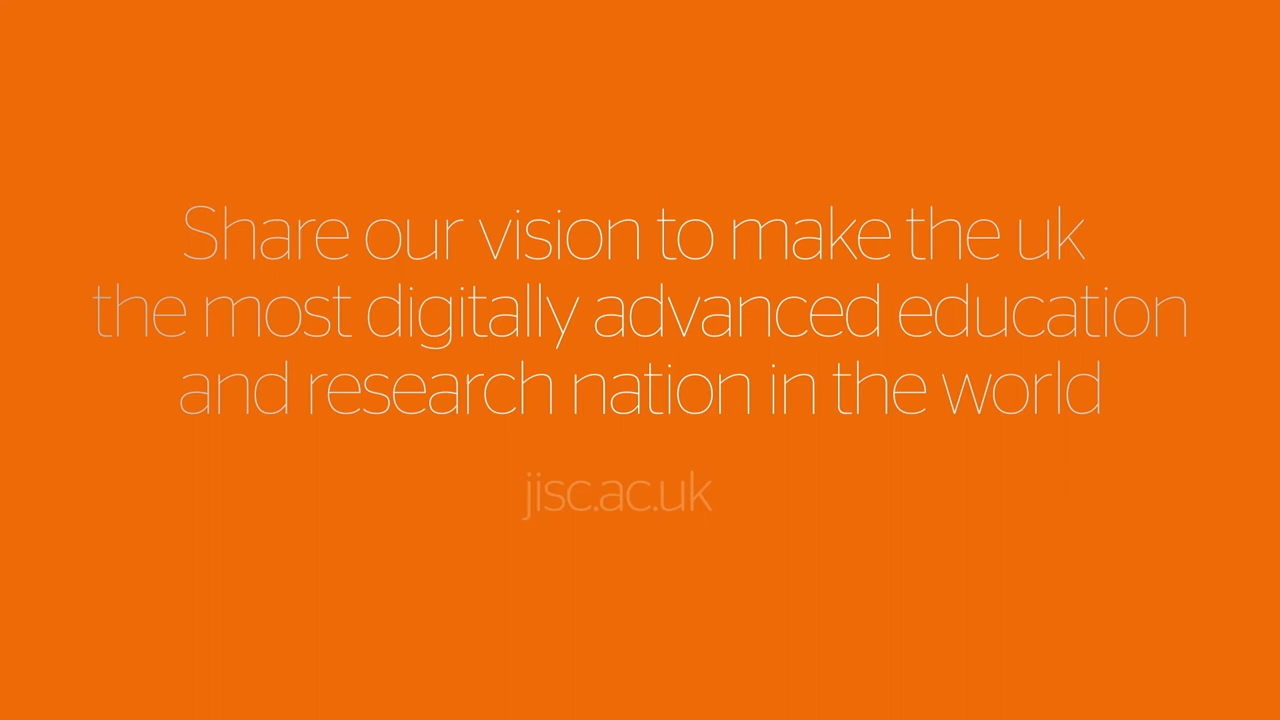 Share our vision to make the uk
the most digitally advanced education
and research nation in the world
jisc.ac.uk